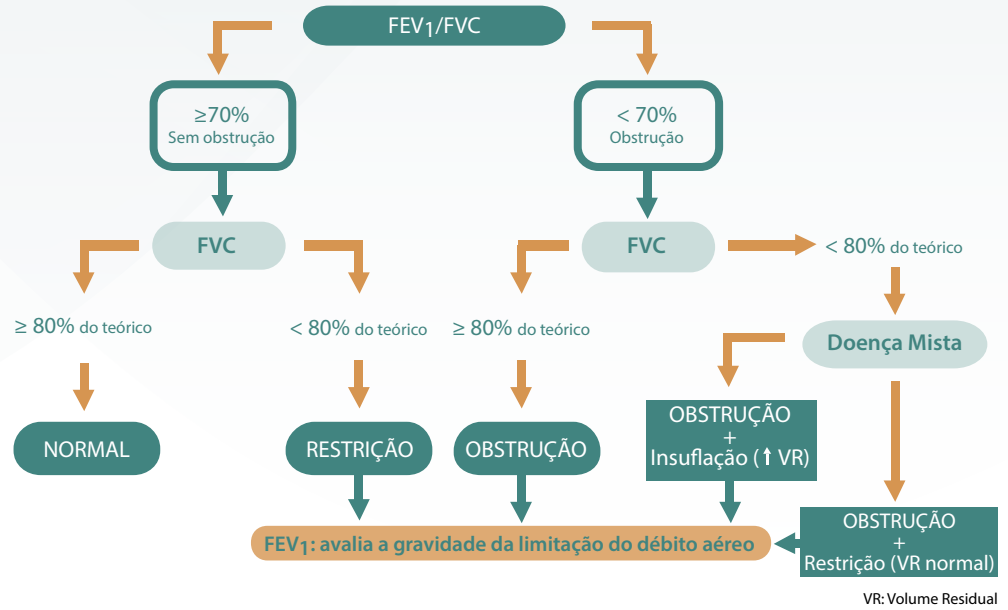 FEV1/FVC
≥70%
Sem obstrução
< 70%
Obstrução
FVC
FVC
< 80% do teórico
≥ 80% do teórico
< 80% do teórico
≥ 80% do teórico
Doença Mista
NORMAL
RESTRIÇÃO
OBSTRUÇÃO
OBSTRUÇÃO
+
Insuflação (↑ VR)
FEV1: avalia a gravidade da limitação do débito aéreo
OBSTRUÇÃO
+
Restrição (VR normal)
VR: Volume Residual